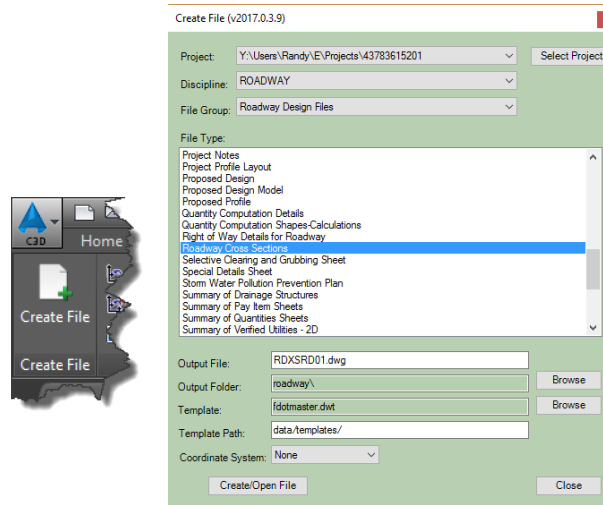 Create File (v2017.0.3.9)
Project: Y:\Users\Randy\E\Projects\43783615201 Select Project
Discipline: ROADWAY
File Group: Roadway Design Files
File Type:
Project Notes
Project Profile Layout
Proposed Design
Proposed Design Model
Proposed Profile
Quantity Computation Details
Quantity Computation Shapes-Calculations
Right of Way Details for Roadway
Roadway Cross Sections
Selective Clearing and Grubbing Sheet
Special Details Sheet
Storm Water Pollution Prevention Plan
Summary of Drainage Structures
Summary of Pay Item Sheets
Summary of Quantities Sheets
Summary of Verified Utilities - 2D
Output File: RDXSRD01.dwg
Output Folder: roadway\ Browse
Template: fdotmaster.dwt Browse
Template Path: data/templates/
Coordinate System: None
Create/Open File Close
C3D
Home
Create File
Create File